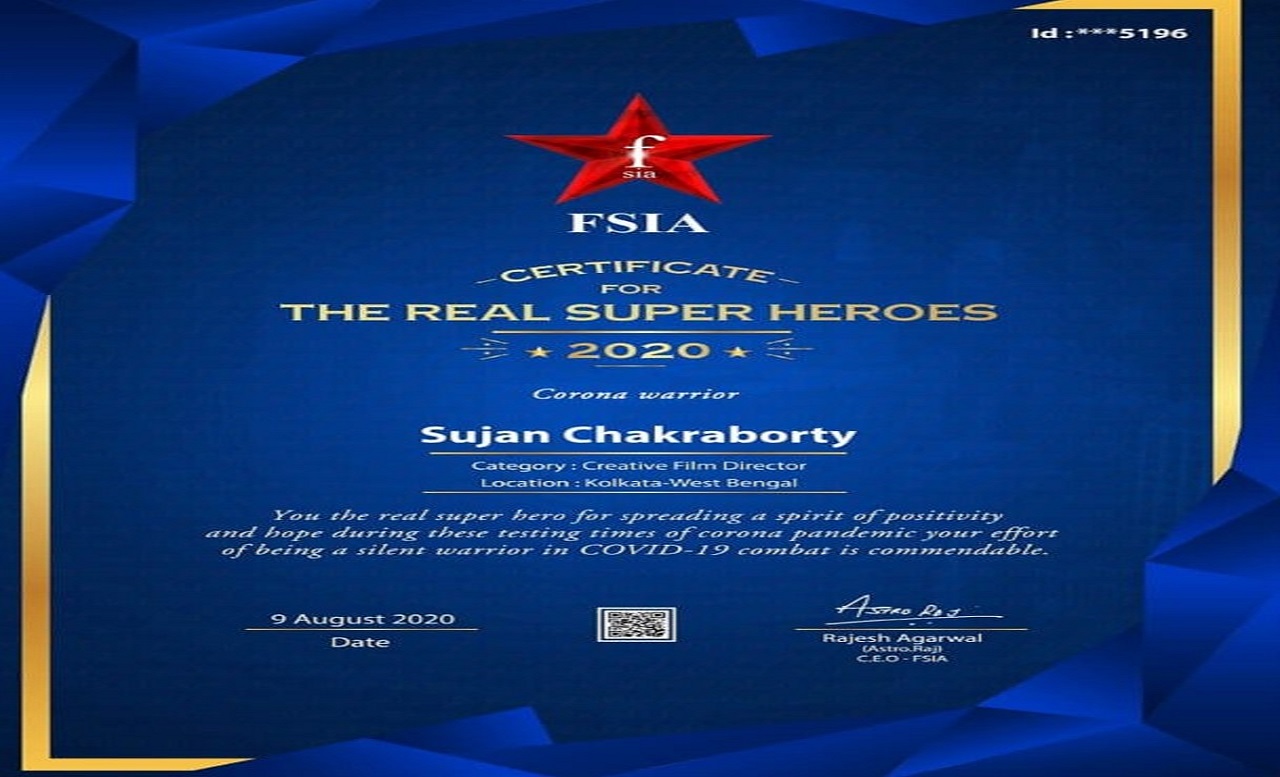 Id :***5196
f
sia
FSIA
CERTIFICATE
FOR
THE REAL SUPER HEROES
2020
Corona warrior
Sujan Chakraborty
Category : Creative Film Director
Location : Kolkata-West Bengal
You the real super hero for spreading a spirit of positivity
and hope during these testing times of corona pandemic your effort
of being a silent warrior in COVID-19 combat is commendable.
9 August 2020
Date
Astro Raj
Rajesh Agarwal
(Astro.Raj)
C.E.O - FSIA